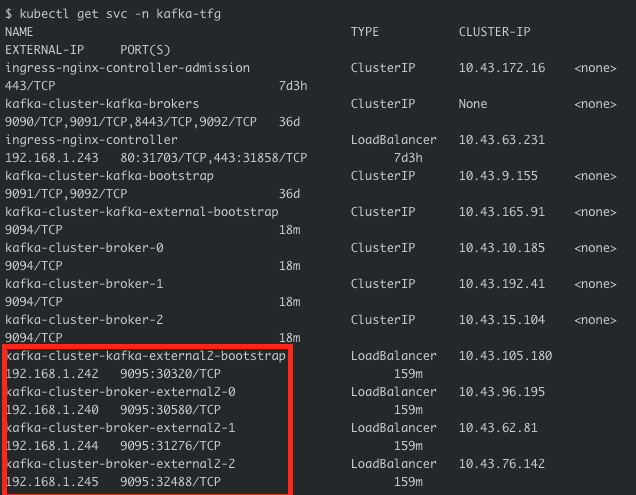 $ kubectl get svc -n kafka-tfg
NAME TYPE CLUSTER-IP
EXTERNAL-IP PORT(S)
ingress-nginx-controller-admission ClusterIP 10.43.172.16 <none>
443/TCP 7d3h
kafka-cluster-kafka-brokers ClusterIP None <none>
9090/TCP,9091/TCP,8443/TCP,9092/TCP 36d
ingress-nginx-controller LoadBalancer 10.43.63.231
192.168.1.243 80:31703/TCP,443:31858/TCP 7d3h
kafka-cluster-kafka-bootstrap ClusterIP 10.43.9.155 <none>
9091/TCP,9092/TCP 36d
kafka-cluster-kafka-external-bootstrap ClusterIP 10.43.165.91 <none>
9094/TCP 18m
kafka-cluster-broker-0 ClusterIP 10.43.10.185 <none>
9094/TCP 18m
kafka-cluster-broker-1 ClusterIP 10.43.192.41 <none>
9094/TCP 18m
kafka-cluster-broker-2 ClusterIP 10.43.15.104 <none>
9094/TCP 18m
kafka-cluster-kafka-external2-bootstrap LoadBalancer 10.43.105.180
192.168.1.242 9095:30320/TCP 159m
kafka-cluster-broker-external2-0 LoadBalancer 10.43.96.195
192.168.1.240 9095:30580/TCP 159m
kafka-cluster-broker-external2-1 LoadBalancer 10.43.62.81
192.168.1.244 9095:31276/TCP 159m
kafka-cluster-broker-external2-2 LoadBalancer 10.43.76.142
192.168.1.245 9095:32488/TCP 159m